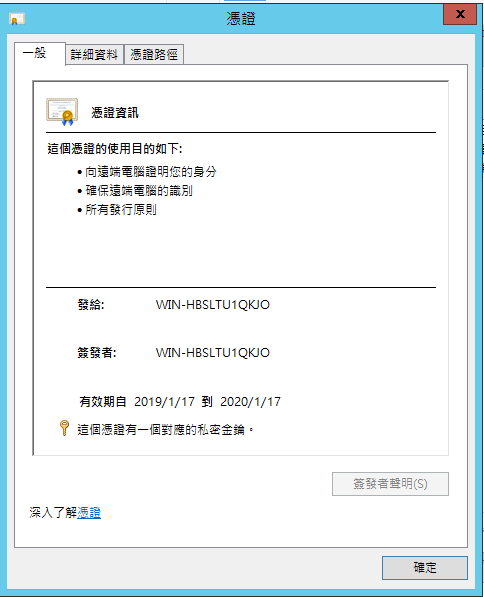 憑證
x
一般
詳細資料
憑證路徑
憑證資訊
這個憑證的使用目的如下:
• 向遠端電腦證明您的身分
• 確保遠端電腦的識別
• 所有發行原則
發給: WIN-HBSLTU1QKJO
簽發者: WIN-HBSLTU1QKJO
有效期自 2019/1/17 到 2020/1/17
這個憑證有一個對應的私密金鑰。
簽發者聲明(S)
深入了解憑證
確定